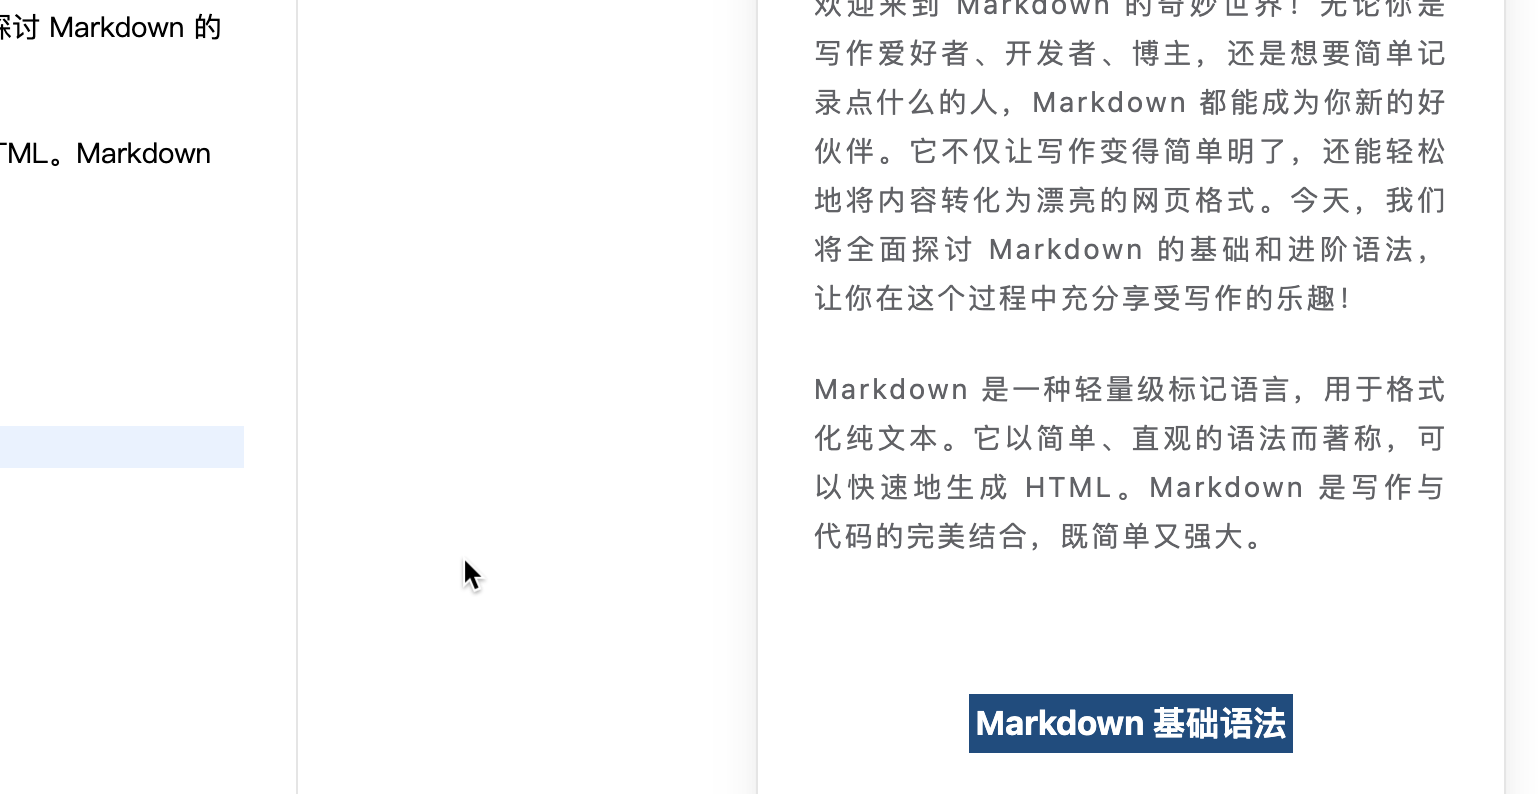 探讨 Markdown 的
TML。Markdown
欢迎来到 Markdown 的奇妙世界！无论你是
写作爱好者、开发者、博主，还是想要简单记
录点什么的人，Markdown 都能成为你新的好
伙伴。它不仅让写作变得简单明了，还能轻松
地将内容转化为漂亮的网页格式。今天，我们
将全面探讨 Markdown 的基础和进阶语法，
让你在这个过程中充分享受写作的乐趣！
Markdown 是一种轻量级标记语言，用于格式
化纯文本。它以简单、直观的语法而著称，可
以快速地生成 HTML。Markdown 是写作与
代码的完美结合，既简单又强大。
Markdown 基础语法